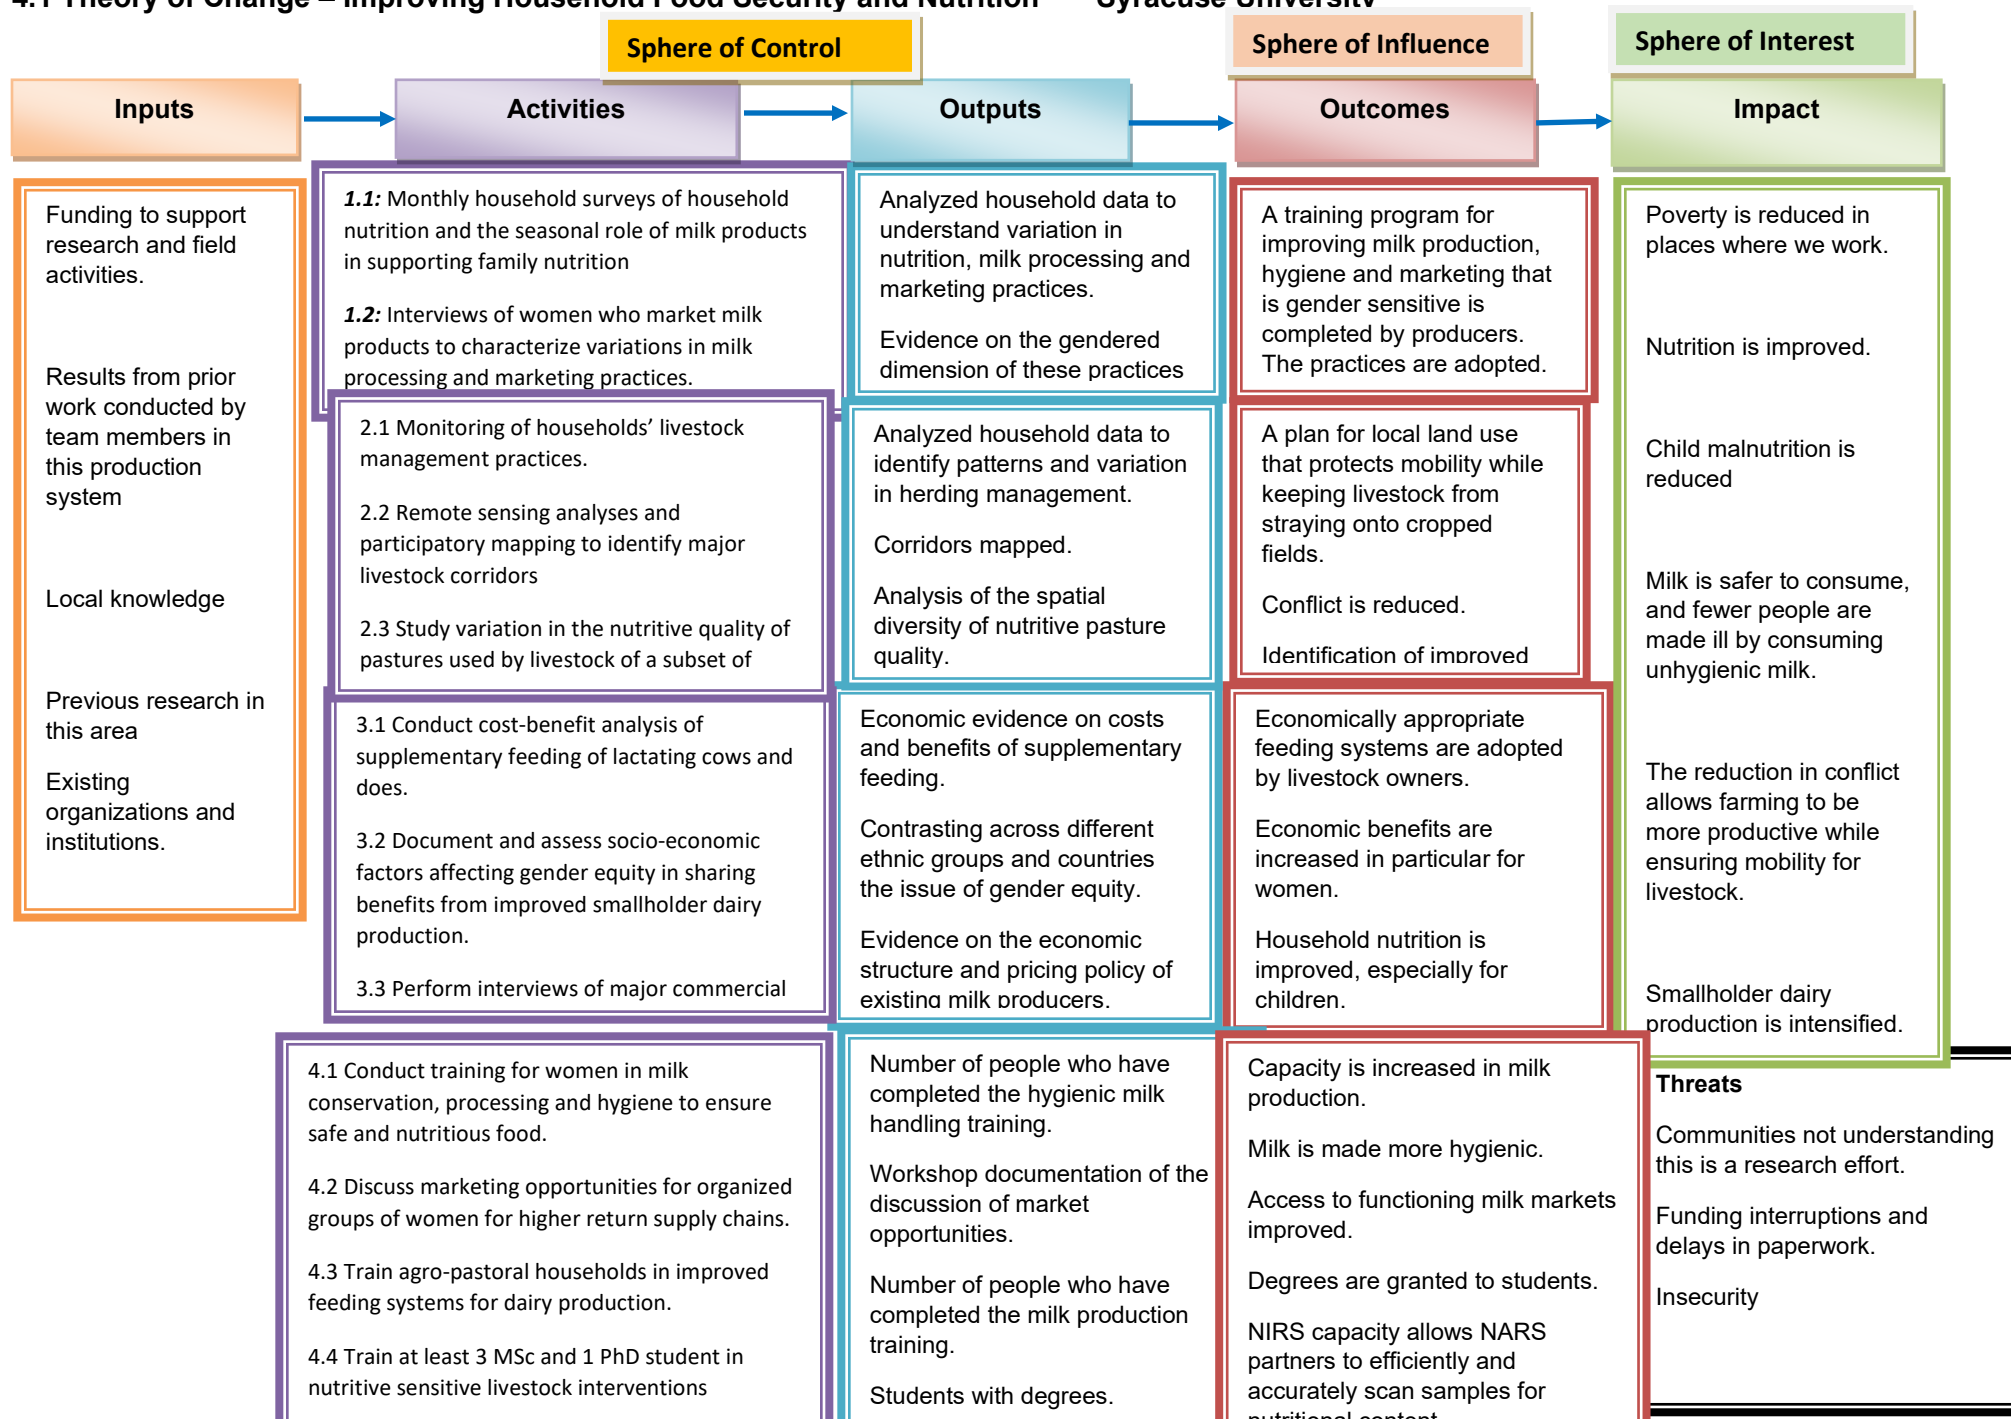 4.1 Theory of Change – Improving Household Food Security and Nutrition Syracuse University
Sphere of Control
Sphere of Influence
Sphere of Interest
Inputs
Activities
Outputs
Outcomes
Impact
Funding to support
research and field
activities.
Results from prior
work conducted by
team members in
this production
system
Local knowledge
Previous research in
this area
Existing
organizations and
institutions.
1.1: Monthly household surveys of household
nutrition and the seasonal role of milk products
in supporting family nutrition
1.2: Interviews of women who market milk
products to characterize variations in milk
processing and marketing practices.
2.1 Monitoring of households’ livestock
management practices.
2.2 Remote sensing analyses and
participatory mapping to identify major
livestock corridors
2.3 Study variation in the nutritive quality of
pastures used by livestock of a subset of
3.1 Conduct cost-benefit analysis of
supplementary feeding of lactating cows and
does.
3.2 Document and assess socio-economic
factors affecting gender equity in sharing
benefits from improved smallholder dairy
production.
3.3 Perform interviews of major commercial
4.1 Conduct training for women in milk
conservation, processing and hygiene to ensure
safe and nutritious food.
4.2 Discuss marketing opportunities for organized
groups of women for higher return supply chains.
4.3 Train agro-pastoral households in improved
feeding systems for dairy production.
4.4 Train at least 3 MSc and 1 PhD student in
nutritive sensitive livestock interventions
Analyzed household data to
understand variation in
nutrition, milk processing and
marketing practices.
Evidence on the gendered
dimension of these practices
Analyzed household data to
identify patterns and variation
in herding management.
Corridors mapped.
Analysis of the spatial
diversity of nutritive pasture
quality.
Economic evidence on costs
and benefits of supplementary
feeding.
Contrasting across different
ethnic groups and countries
the issue of gender equity.
Evidence on the economic
structure and pricing policy of
existing milk producers.
Number of people who have
completed the hygienic milk
handling training.
Workshop documentation of the
discussion of market
opportunities.
Number of people who have
completed the milk production
training.
Students with degrees.
A training program for
improving milk production,
hygiene and marketing that
is gender sensitive is
completed by producers.
The practices are adopted.
A plan for local land use
that protects mobility while
keeping livestock from
straying onto cropped
fields.
Conflict is reduced.
Identification of improved
Economically appropriate
feeding systems are adopted
by livestock owners.
Economic benefits are
increased in particular for
women.
Household nutrition is
improved, especially for
children.
Capacity is increased in milk
production.
Milk is made more hygienic.
Access to functioning milk markets
improved.
Degrees are granted to students.
NIRS capacity allows NARS
partners to efficiently and
accurately scan samples for
nutritional content
Poverty is reduced in
places where we work.
Nutrition is improved.
Child malnutrition is
reduced
Milk is safer to consume,
and fewer people are
made ill by consuming
unhygienic milk.
The reduction in conflict
allows farming to be
more productive while
ensuring mobility for
livestock.
Smallholder dairy
production is intensified.
Threats
Communities not understanding
this is a research effort.
Funding interruptions and
delays in paperwork.
Insecurity